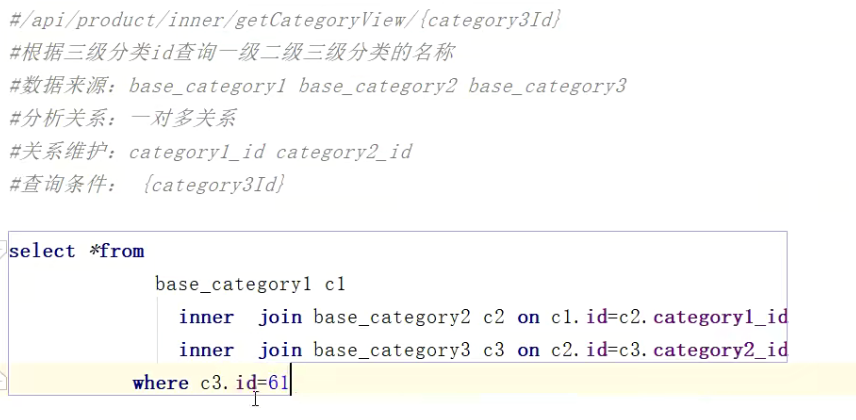 #/api/product/inner/getCategoryView/{category3Id}
#根据三级分类id查询一级二级三级分类的名称
#数据来源：base_category1 base_category2 base_category3
#分析关系：一对多关系
#关系维护：category1_id category2_id
#查询条件： {category3Id}
select *from
base_category1 c1
inner join base_category2 c2 on c1.id=c2.category1_id
inner join base_category3 c3 on c2.id=c3.category2_id
where c3.id=61